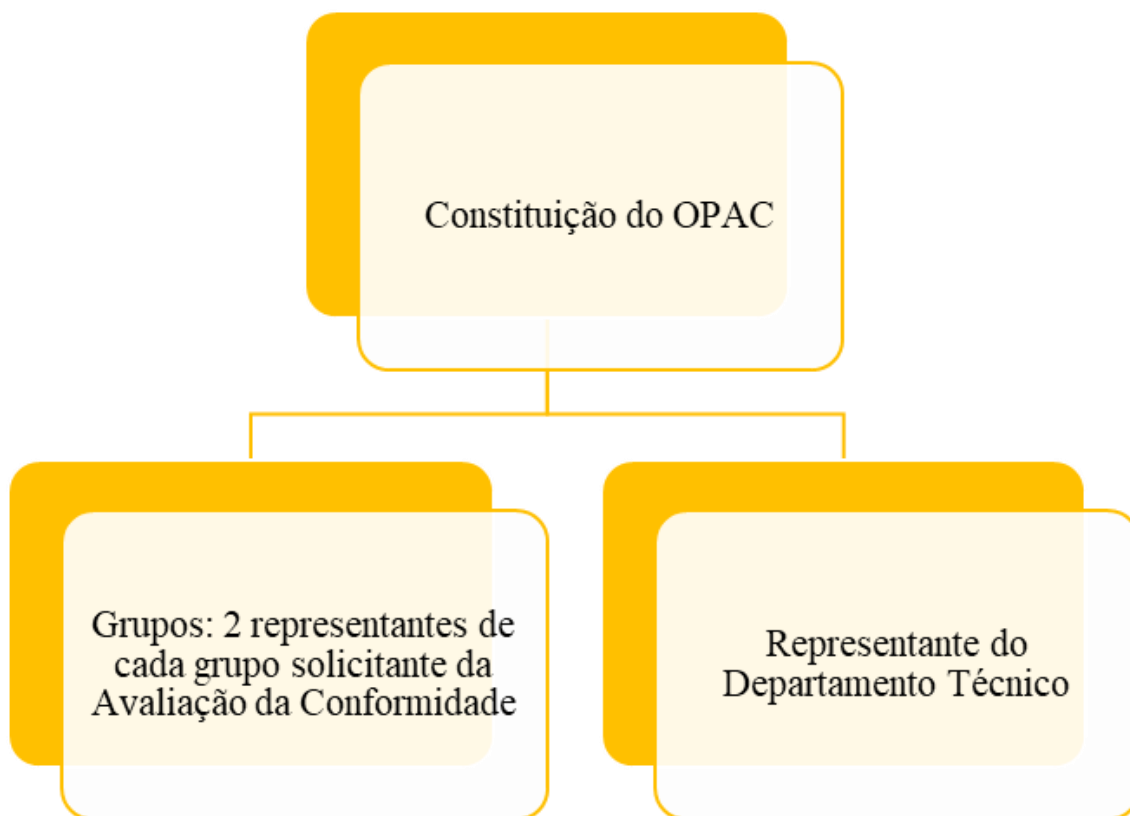 Constituição do OPAC
Grupos: 2 representantes de
cada grupo solicitante da
Avaliação da Conformidade
Representante do
Departamento Técnico